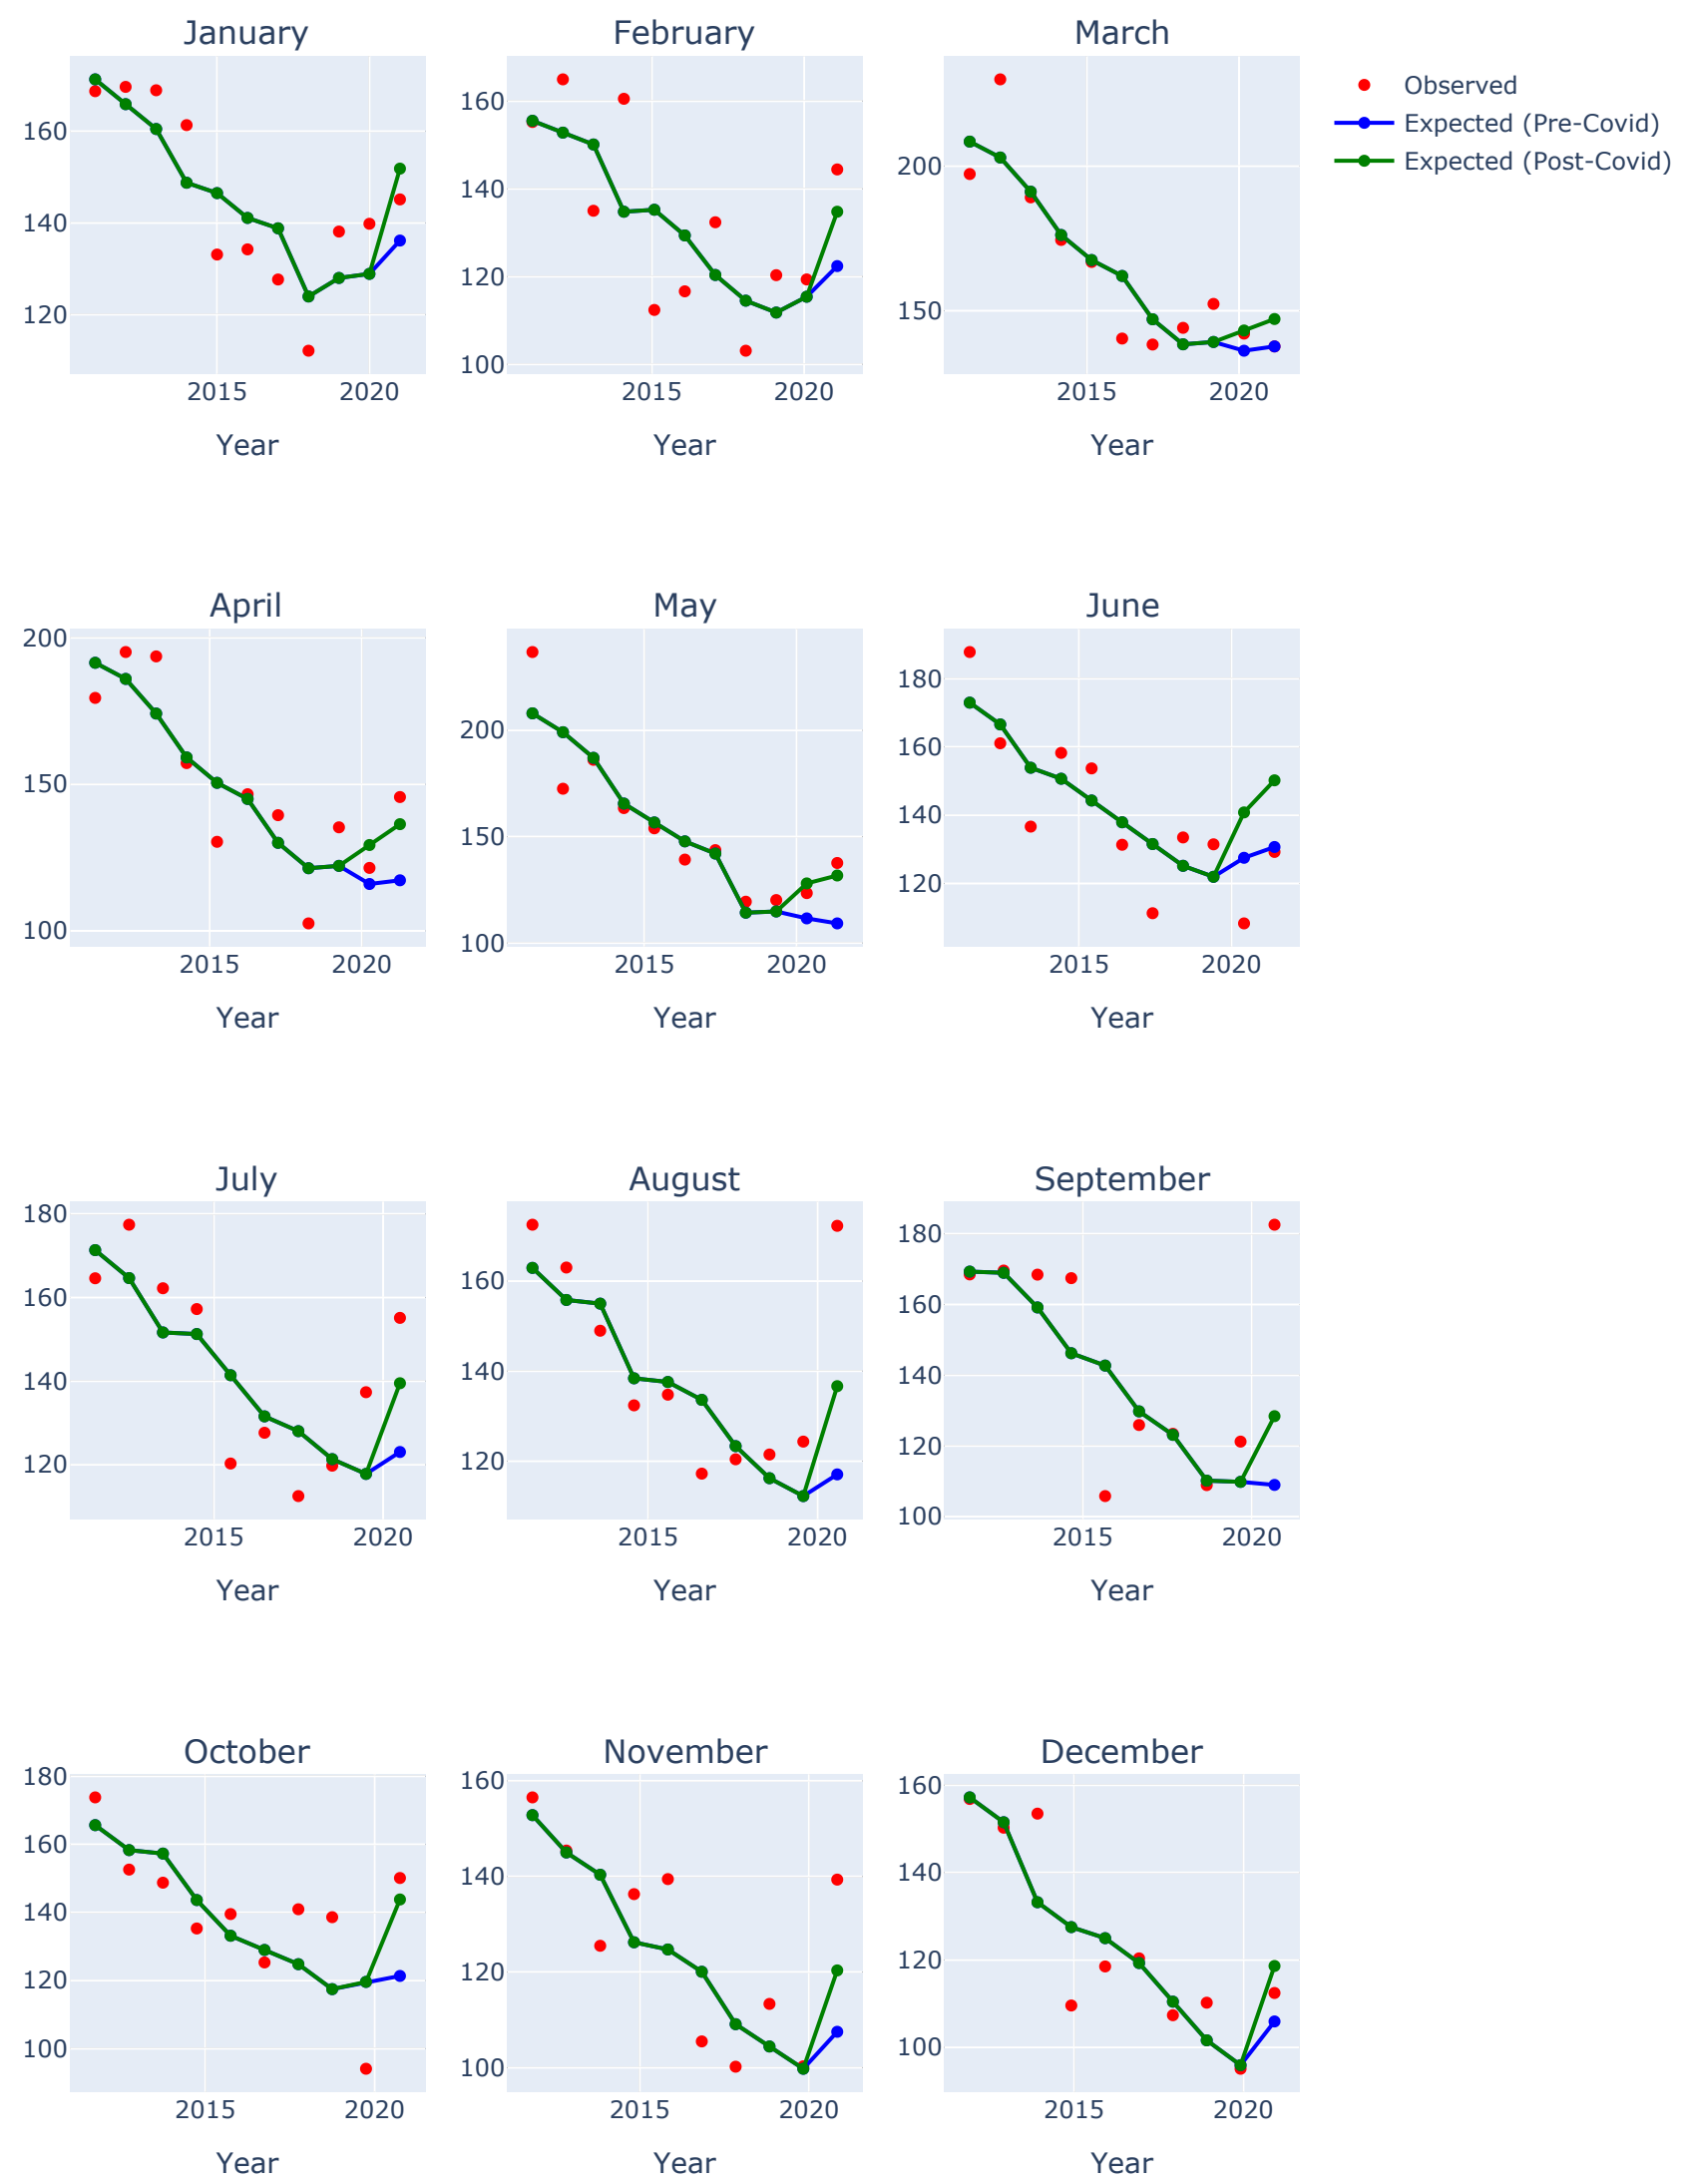 January
February
March
160
140
120
2015
2020
Year
160
140
120
100
2015
2020
Year
200
150
2015
2020
Year
Observed
Expected (Pre-Covid)
Expected (Post-Covid)
April
May
June
200
150
100
2015
2020
Year
200
150
100
2015
2020
Year
180
160
140
120
2015
2020
Year
July
August
September
180
160
140
120
2015
2020
Year
160
140
120
2015
2020
Year
180
160
140
120
100
2015
2020
Year
October
November
December
180
160
140
120
100
2015
2020
Year
160
140
120
100
2015
2020
Year
160
140
120
100
2015
2020
Year